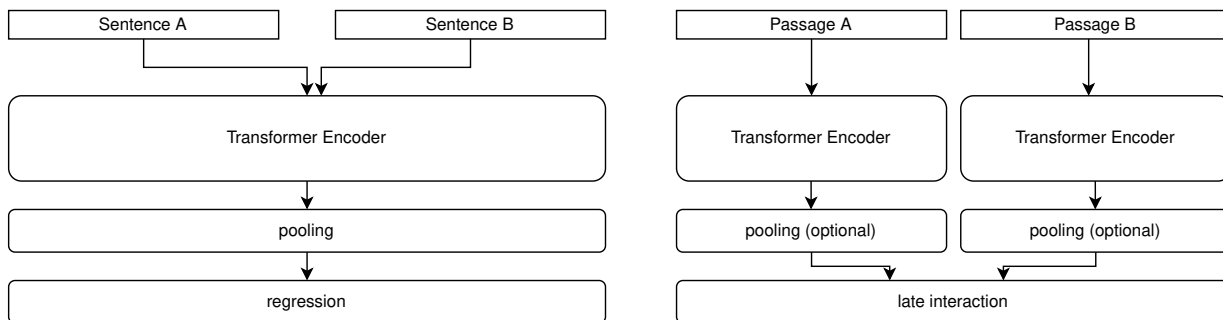 Sentence A
Sentence B
Transformer Encoder
pooling
regression
Passage A
Passage B
Transformer Encoder
Transformer Encoder
pooling (optional)
pooling (optional)
late interaction